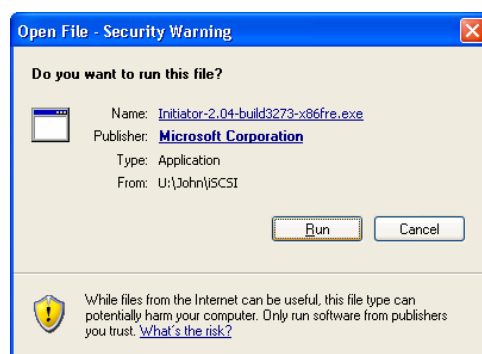 Open File - Security Warning
Do you want to run this file?
Name: Initiator-2.04-build3273-x86fre.exe
Publisher: Microsoft Corporation
Type: Application
From: U:\John\iSCSI
Run Cancel
While files from the Internet can be useful, this file type can
potentially harm your computer. Only run software from publishers
you trust. What's the risk?